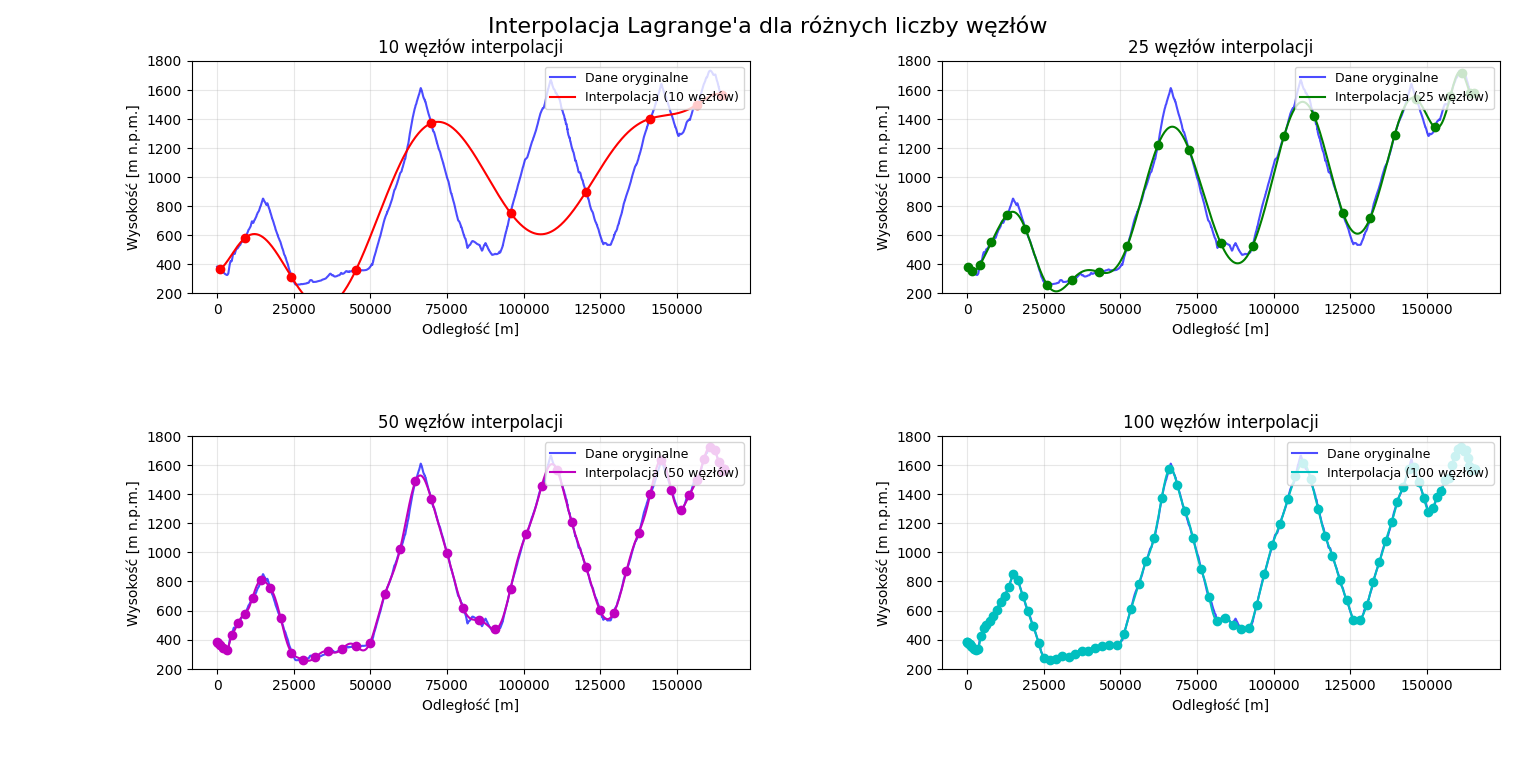 Interpolacja Lagrange'a dla różnych liczby węzłów
10 węzłów interpolacji
Wysokość [m n.p.m.]
1800
1600
1400
1200
1000
800
600
400
200
Dane oryginalne
Interpolacja (10 węzłów)
0 25000 50000 75000 100000 125000 150000
Odległość [m]
25 węzłów interpolacji
Wysokość [m n.p.m.]
1800
1600
1400
1200
1000
800
600
400
200
Dane oryginalne
Interpolacja (25 węzłów)
0 25000 50000 75000 100000 125000 150000
Odległość [m]
50 węzłów interpolacji
Wysokość [m n.p.m.]
1800
1600
1400
1200
1000
800
600
400
200
Dane oryginalne
Interpolacja (50 węzłów)
0 25000 50000 75000 100000 125000 150000
Odległość [m]
100 węzłów interpolacji
Wysokość [m n.p.m.]
1800
1600
1400
1200
1000
800
600
400
200
Dane oryginalne
Interpolacja (100 węzłów)
0 25000 50000 75000 100000 125000 150000
Odległość [m]